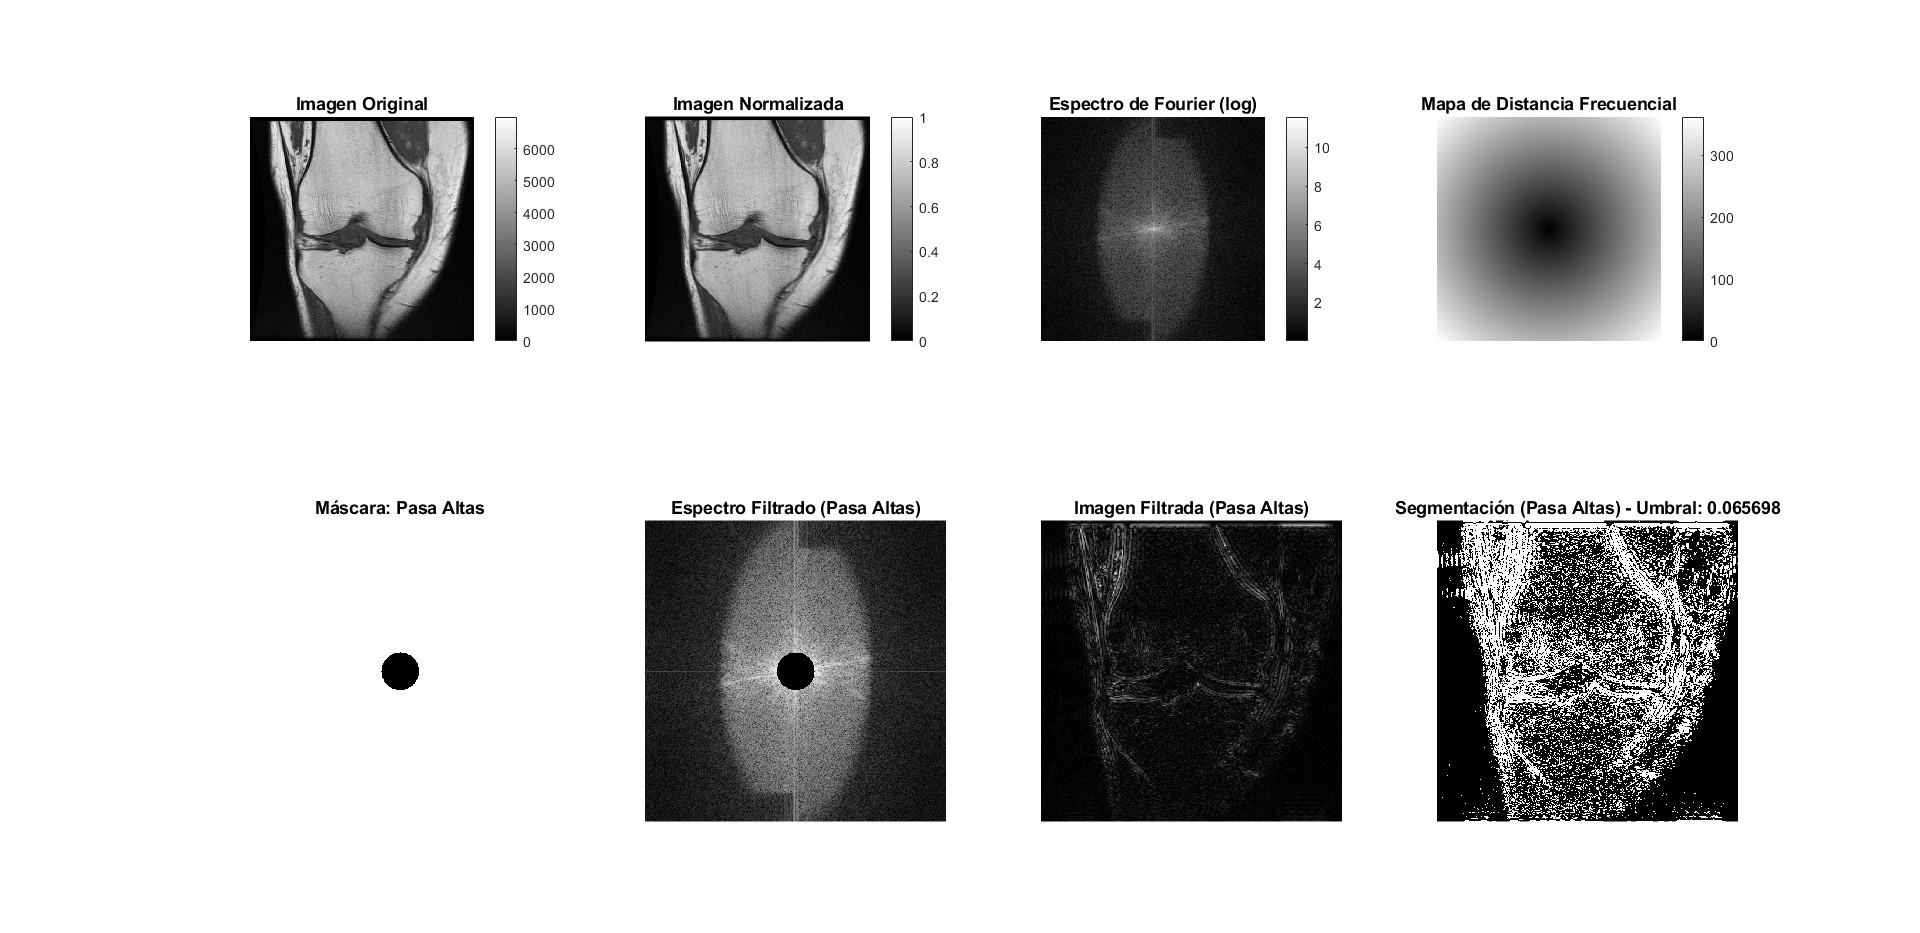 Imagen Original
6000
5000
4000
3000
2000
1000
0
Imagen Normalizada
1
0.8
0.6
0.4
0.2
0
Espectro de Fourier (log)
10
8
6
4
2
Mapa de Distancia Frecuencial
300
200
100
0
Máscara: Pasa Altas
Espectro Filtrado (Pasa Altas)
Imagen Filtrada (Pasa Altas)
Segmentación (Pasa Altas) - Umbral: 0.065698